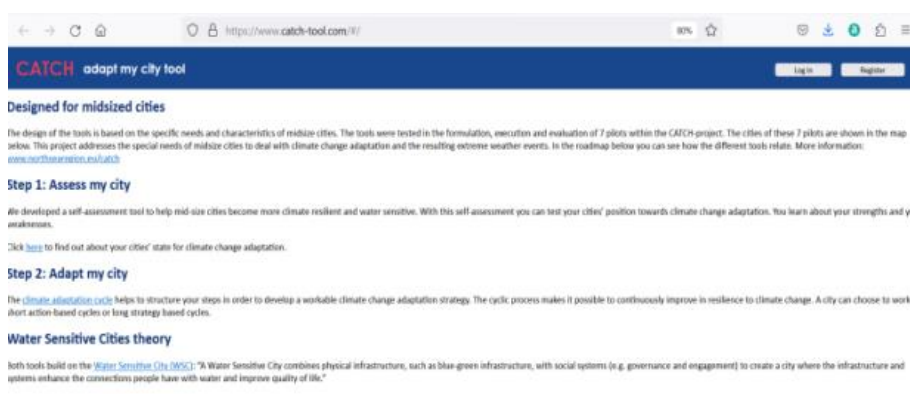 https://www.catch-tool.com/#/
80%
CATCH adapt my city tool
Log in
Register
Designed for midsized cities
The design of the tools is based on the specific needs and characteristics of midsize cities. The tools were tested in the formulation, execution and evaluation of 7 pilots within the CATCH-project. The cities of these 7 pilots are shown in the map
below. This project addresses the special needs of midsize cities to deal with climate change adaptation and the resulting extreme weather events. In the roadmap below you can see how the different tools relate. More information:
www.northsearegion.eu/catch
Step 1: Assess my city
We developed a self-assessment tool to help mid-size cities become more climate resilient and water sensitive. With this self-assessment you can test your cities' position towards climate change adaptation. You learn about your strengths and y
weaknesses.
Click here to find out about your cities' state for climate change adaptation.
Step 2: Adapt my city
The climate adaptation cycle helps to structure your steps in order to develop a workable climate change adaptation strategy. The cyclic process makes it possible to continuously improve in resilience to climate change. A city can choose to work
short action-based cycles or long strategy based cycles.
Water Sensitive Cities theory
Both tools build on the Water Sensitive City (WSC): "A Water Sensitive City combines physical infrastructure, such as blue-green infrastructure, with social systems (e.g. governance and engagement) to create a city where the infrastructure and
systems enhance the connections people have with water and improve quality of life."